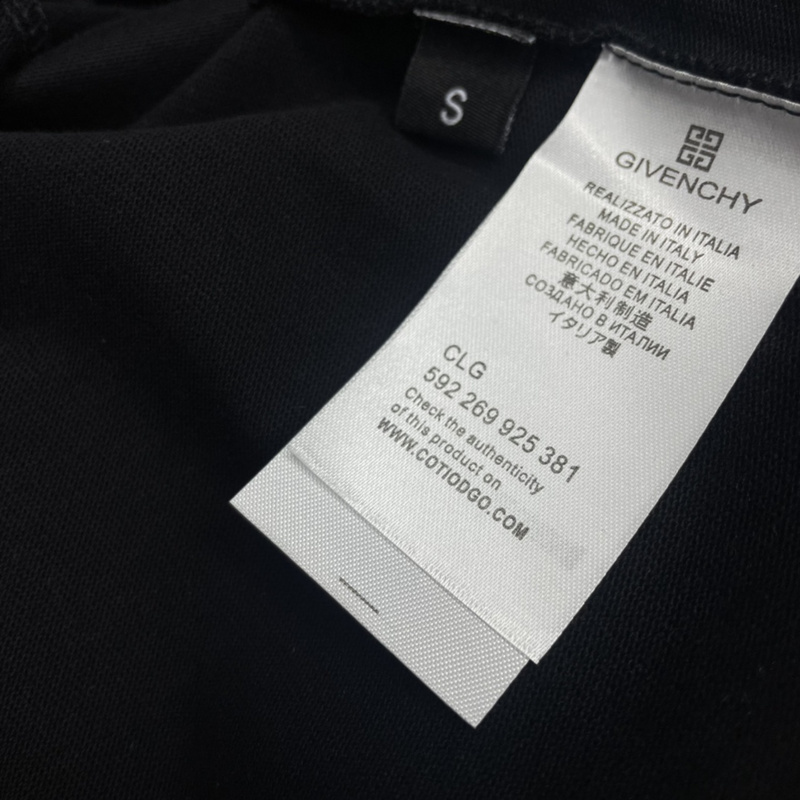 S
GIVENCHY
REALIZZATO IN ITALIA
MADE IN ITALY
FABRIQUE EN ITALIE
HECHO EN ITALIA
FABRICADO EM ITALIA
意大利制造
СОЗДАНО В ИТАЛИИ
イタリア製
CLG
592 269 925 381
Check the authenticity
of this product on
WWW.COTIODGO.COM